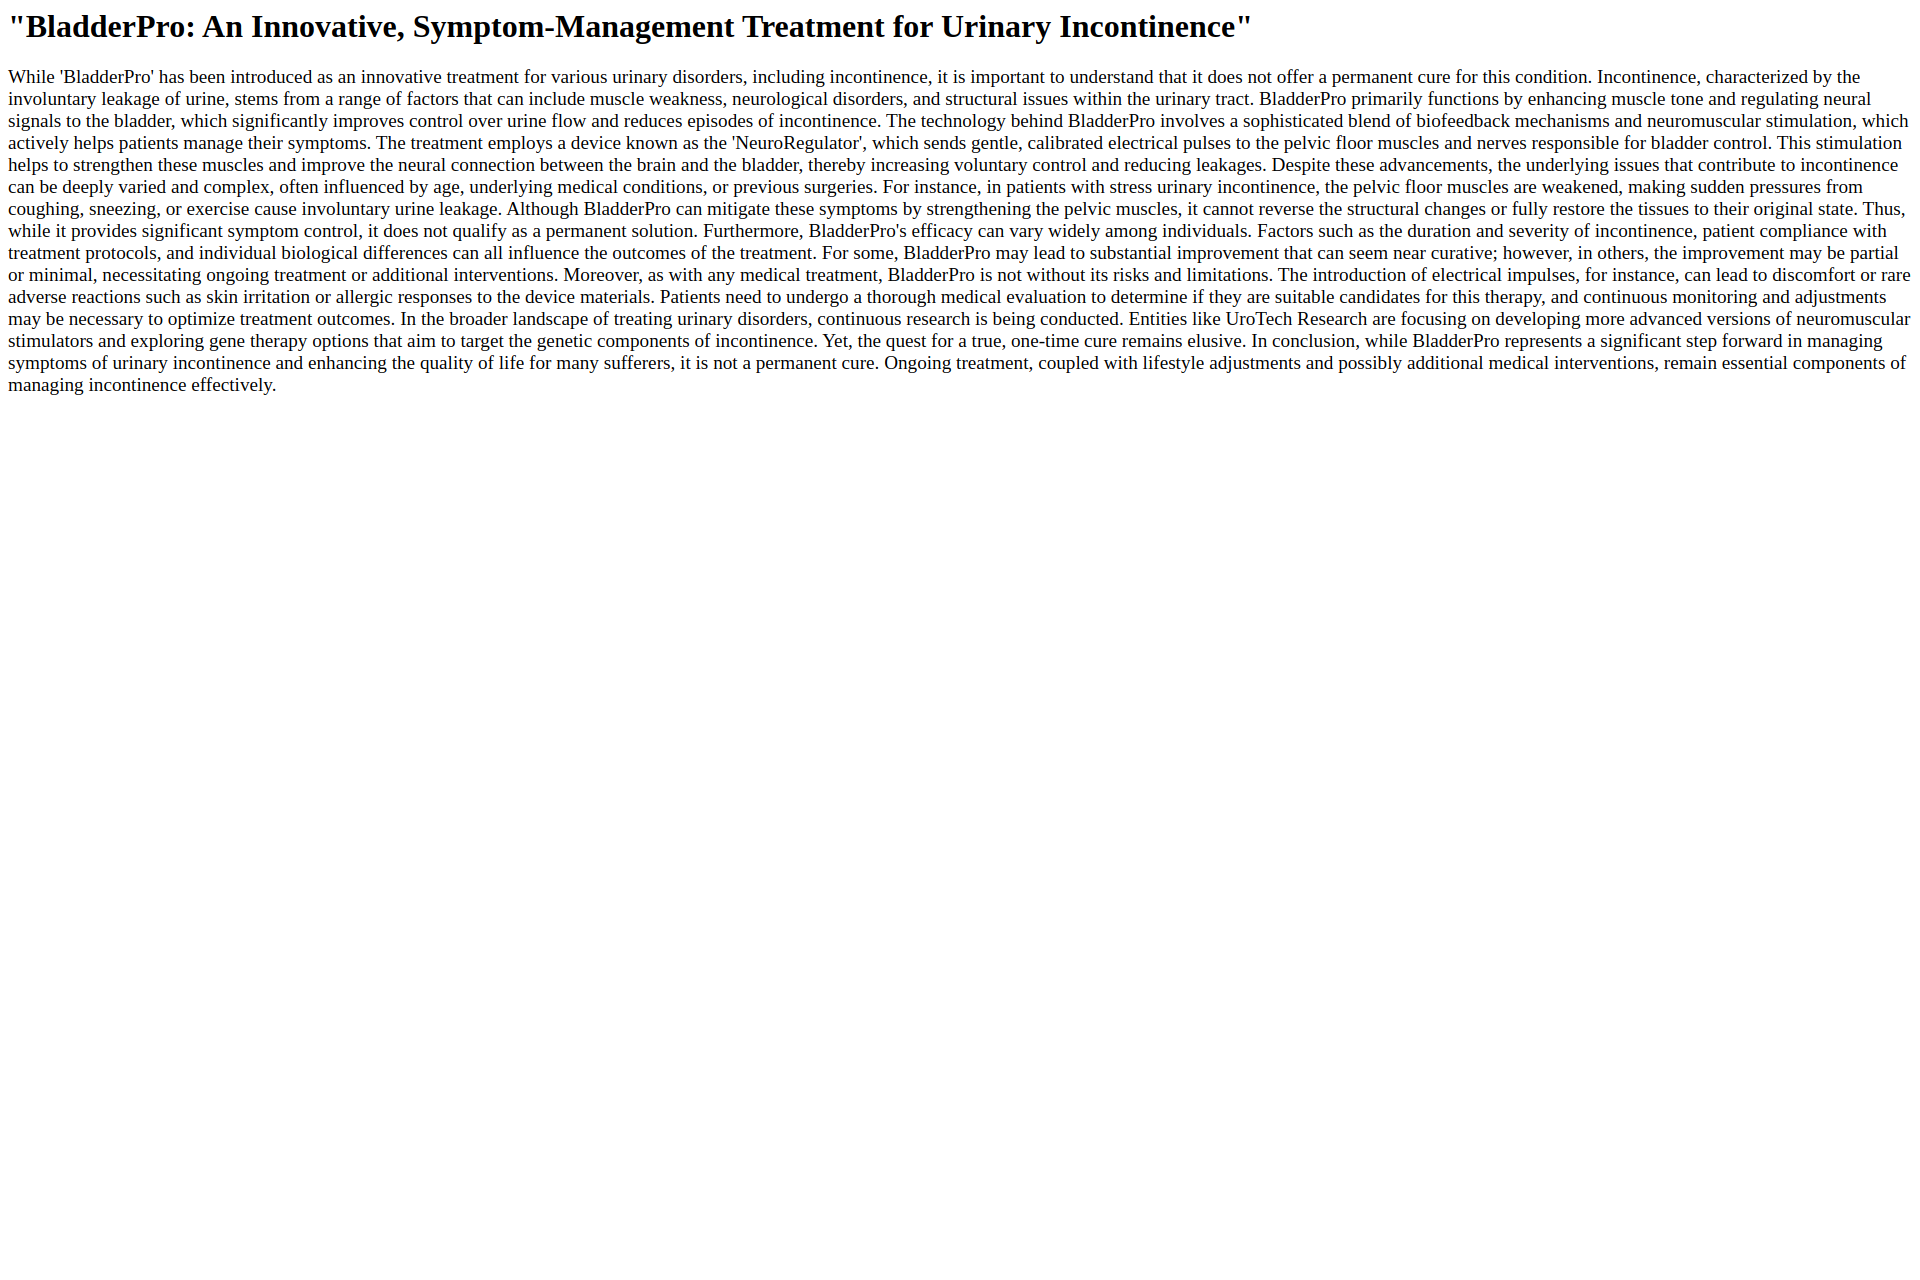 "BladderPro: An Innovative, Symptom-Management Treatment for Urinary Incontinence"
While 'BladderPro' has been introduced as an innovative treatment for various urinary disorders, including incontinence, it is important to understand that it does not offer a permanent cure for this condition. Incontinence, characterized by the
involuntary leakage of urine, stems from a range of factors that can include muscle weakness, neurological disorders, and structural issues within the urinary tract. BladderPro primarily functions by enhancing muscle tone and regulating neural
signals to the bladder, which significantly improves control over urine flow and reduces episodes of incontinence. The technology behind BladderPro involves a sophisticated blend of biofeedback mechanisms and neuromuscular stimulation, which
actively helps patients manage their symptoms. The treatment employs a device known as the 'NeuroRegulator', which sends gentle, calibrated electrical pulses to the pelvic floor muscles and nerves responsible for bladder control. This stimulation
helps to strengthen these muscles and improve the neural connection between the brain and the bladder, thereby increasing voluntary control and reducing leakages. Despite these advancements, the underlying issues that contribute to incontinence
can be deeply varied and complex, often influenced by age, underlying medical conditions, or previous surgeries. For instance, in patients with stress urinary incontinence, the pelvic floor muscles are weakened, making sudden pressures from
coughing, sneezing, or exercise cause involuntary urine leakage. Although BladderPro can mitigate these symptoms by strengthening the pelvic muscles, it cannot reverse the structural changes or fully restore the tissues to their original state. Thus,
while it provides significant symptom control, it does not qualify as a permanent solution. Furthermore, BladderPro's efficacy can vary widely among individuals. Factors such as the duration and severity of incontinence, patient compliance with
treatment protocols, and individual biological differences can all influence the outcomes of the treatment. For some, BladderPro may lead to substantial improvement that can seem near curative; however, in others, the improvement may be partial
or minimal, necessitating ongoing treatment or additional interventions. Moreover, as with any medical treatment, BladderPro is not without its risks and limitations. The introduction of electrical impulses, for instance, can lead to discomfort or rare
adverse reactions such as skin irritation or allergic responses to the device materials. Patients need to undergo a thorough medical evaluation to determine if they are suitable candidates for this therapy, and continuous monitoring and adjustments
may be necessary to optimize treatment outcomes. In the broader landscape of treating urinary disorders, continuous research is being conducted. Entities like UroTech Research are focusing on developing more advanced versions of neuromuscular
stimulators and exploring gene therapy options that aim to target the genetic components of incontinence. Yet, the quest for a true, one-time cure remains elusive. In conclusion, while BladderPro represents a significant step forward in managing
symptoms of urinary incontinence and enhancing the quality of life for many sufferers, it is not a permanent cure. Ongoing treatment, coupled with lifestyle adjustments and possibly additional medical interventions, remain essential components of
managing incontinence effectively.